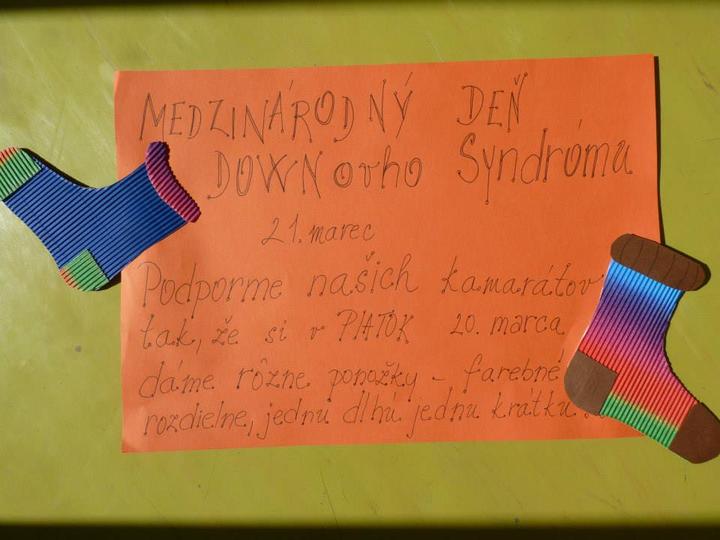 MEDZINÁRODNÝ DEŇ
DOWNovho Syndrómu
21. marec
Podporme našich kamarátov
tak, že si v PIATOK 20. marca
dáme rôzne ponožky - farebné
rozdielne, jednu dlhú jednu krátku